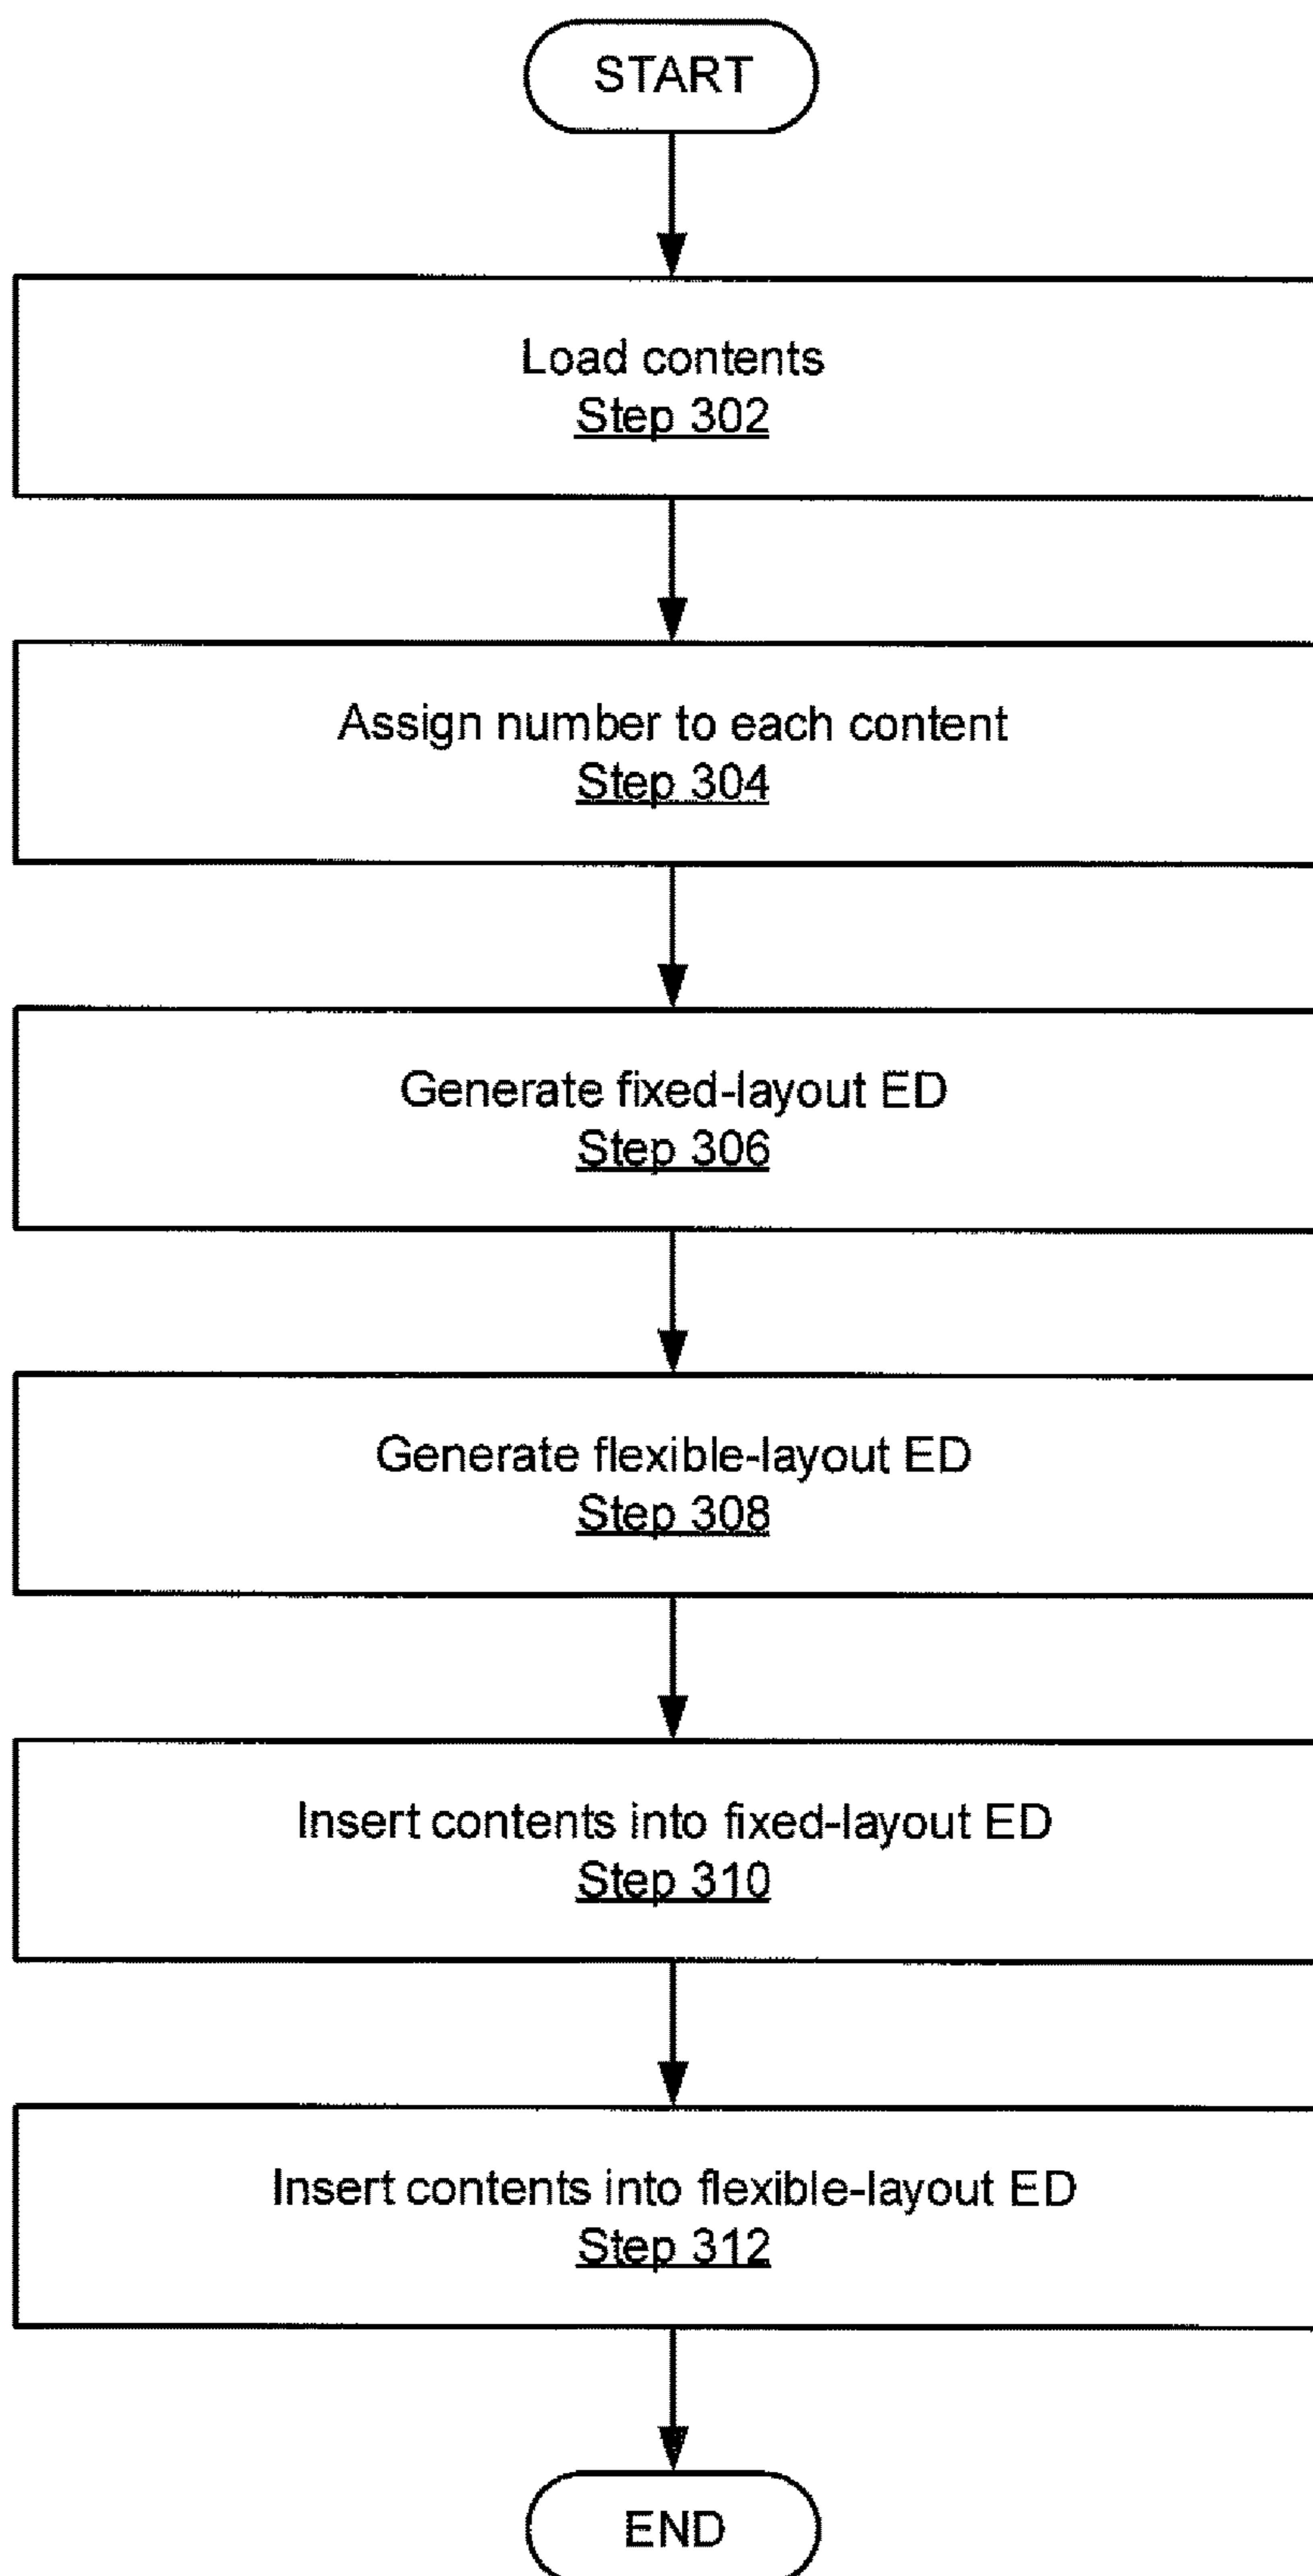 START
Load contents
Step 302
Assign number to each content
Step 304
Generate fixed-layout ED
Step 306
Generate flexible-layout ED
Step 308
Insert contents into fixed-layout ED
Step 310
Insert contents into flexible-layout ED
Step 312
END